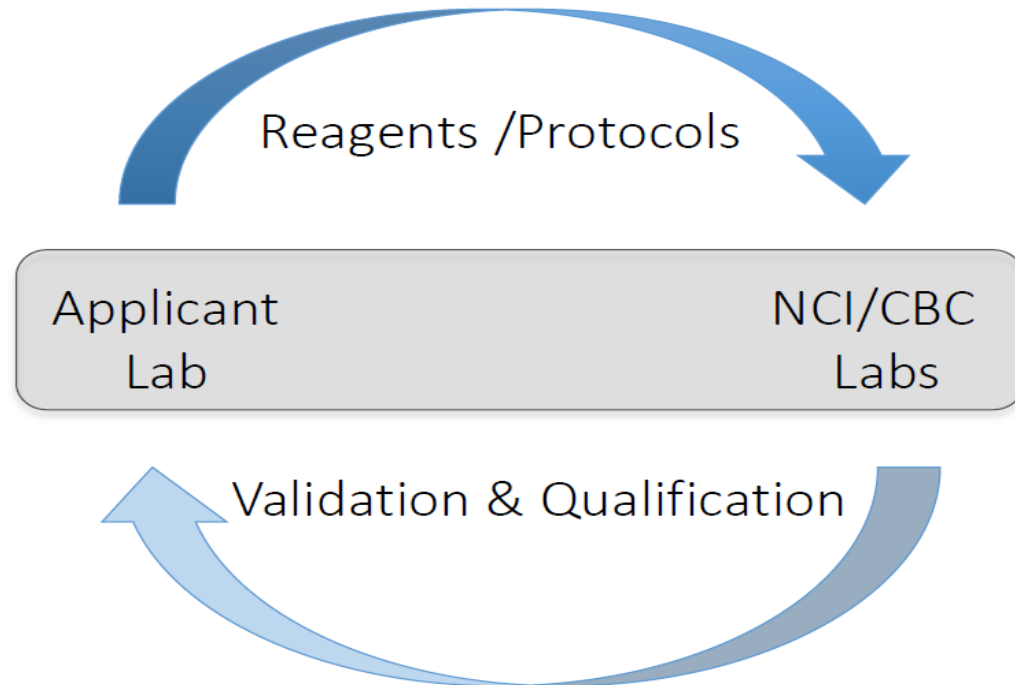 Reagents /Protocols
Applicant
Lab
NCI/CBC
Labs
Validation & Qualification